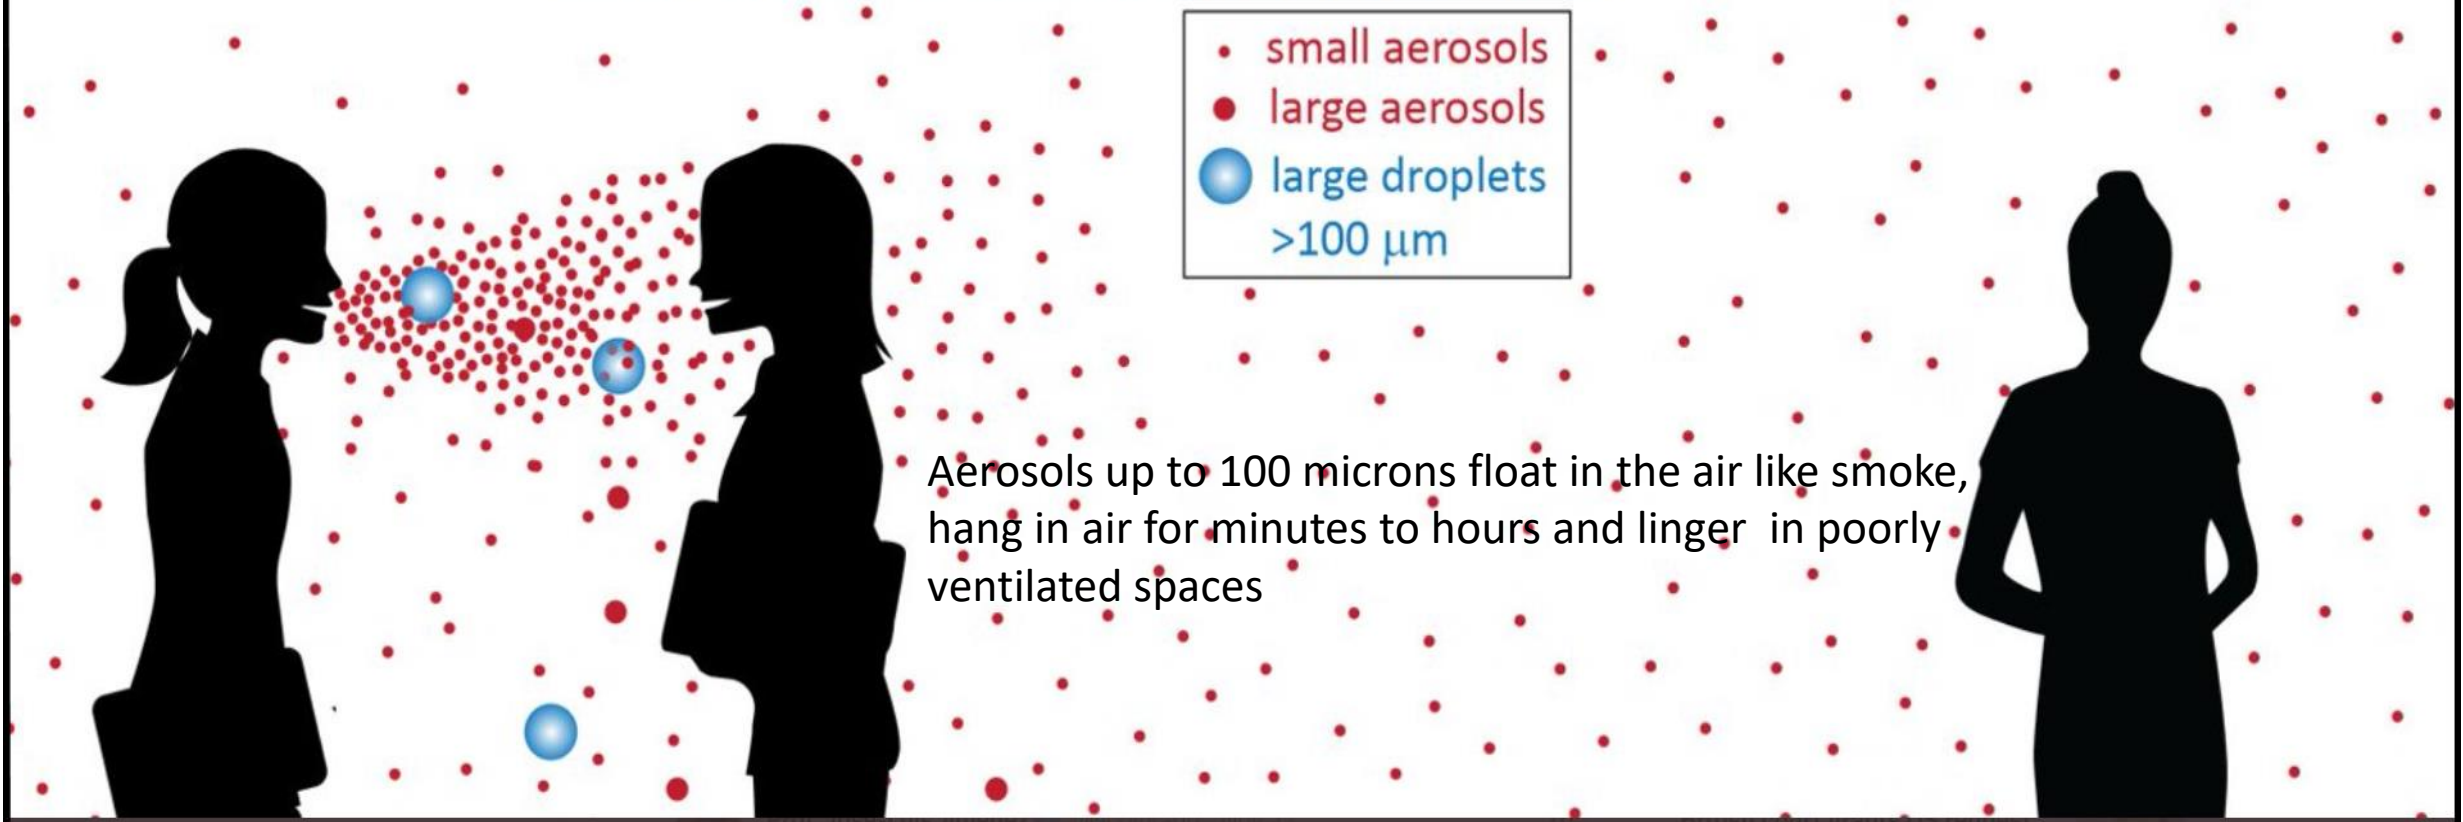 small aerosols
large aerosols
large droplets
>100 μm
Aerosols up to 100 microns float in the air like smoke,
hang in air for minutes to hours and linger  in poorly
ventilated spaces